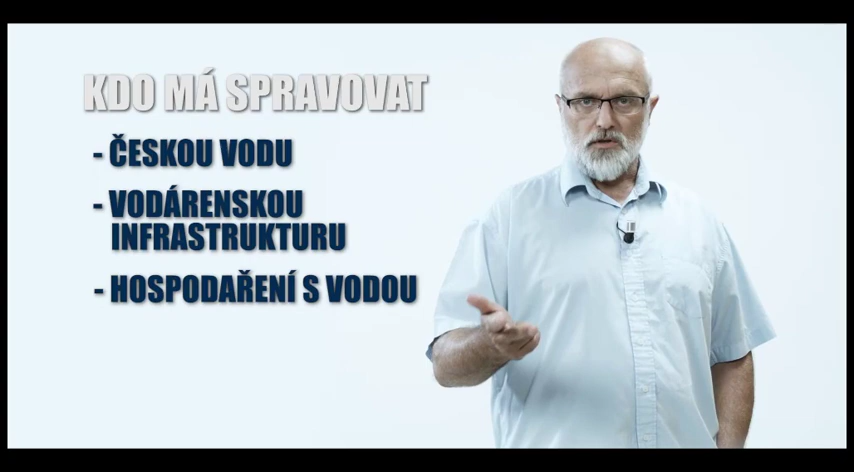 KDO MÁ SPRAVOVAT
- ČESKOU VODU
- VODÁRENSKOU
INFRASTRUKTURU
- HOSPODAŘENÍ S VODOU